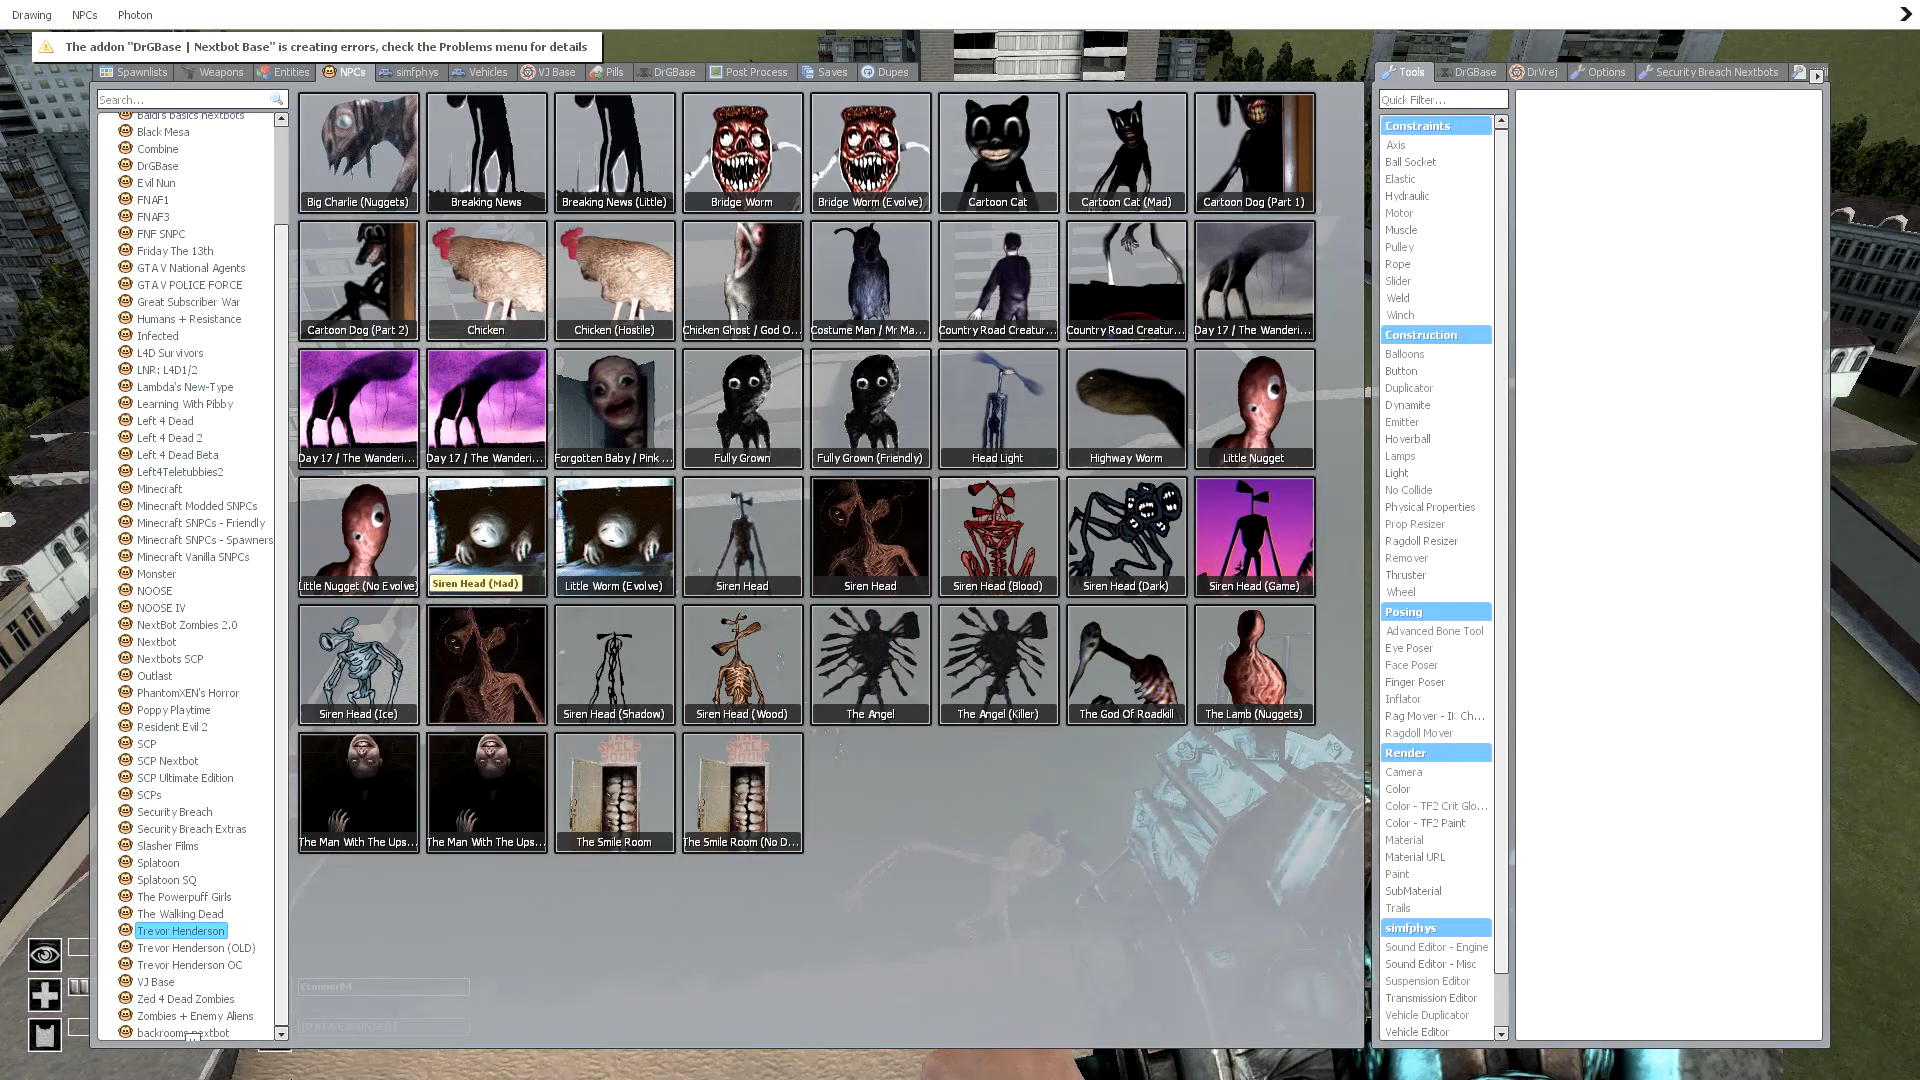 Drawing NPCs Photon
The addon "DrGBase | Nextbot Base" is creating errors, check the Problems menu for details
Spawnlists Weapons Entities NPCs simfphys Vehicles VJ Base Pills DrGBase Post Process Saves Dupes
Search...
Baldi's basics nextbots
Black Mesa
Combine
DrGBase
Evil Nun
FNAF1
FNAF3
FNF SNPC
Friday The 13th
GTA V National Agents
GTA V POLICE FORCE
Great Subscriber War
Humans + Resistance
Infected
L4D Survivors
LNR: L4D1/2
Lambda's New-Type
Learning With Pibby
Left 4 Dead
Left 4 Dead 2
Left 4 Dead Beta
Left4Teletubbies2
Minecraft
Minecraft Modded SNPCs
Minecraft SNPCs - Friendly
Minecraft SNPCs - Spawners
Minecraft Vanilla SNPCs
Monster
NOOSE
NOOSE IV
NextBot Zombies 2.0
Nextbot
Nextbots SCP
Outlast
PhantomXEN's Horror
Poppy Playtime
Resident Evil 2
SCP
SCP Nextbot
SCP Ultimate Edition
SCPs
Security Breach
Security Breach Extras
Slasher Films
Splatoon
Splatoon SQ
The Powerpuff Girls
The Walking Dead
Trevor Henderson
Trevor Henderson (OLD)
Trevor Henderson OC
VJ Base
Zed 4 Dead Zombies
Zombies + Enemy Aliens
backrooms nextbot
Big Charlie (Nuggets) Breaking News Breaking News (Little) Bridge Worm Bridge Worm (Evolve) Cartoon Cat Cartoon Cat (Mad) Cartoon Dog (Part 1)
Cartoon Dog (Part 2) Chicken Chicken (Hostile) Chicken Ghost / God O... Costume Man / Mr Ma... Country Road Creatur... Country Road Creatur... Day 17 / The Wanderi...
Day 17 / The Wanderi... Day 17 / The Wanderi... Forgotten Baby / Pink ... Fully Grown Fully Grown (Friendly) Head Light Highway Worm Little Nugget
Little Nugget (No Evolve) Siren Head (Mad) Little Worm (Evolve) Siren Head Siren Head Siren Head (Blood) Siren Head (Dark) Siren Head (Game)
Siren Head (Ice) Siren Head (Shadow) Siren Head (Wood) The Angel The Angel (Killer) The God Of Roadkill The Lamb (Nuggets)
The Man With The Ups... The Man With The Ups... The Smile Room The Smile Room (No D...
Tools DrGBase DrVrej Options Security Breach Nextbots
Quick Filter...
Constraints
Axis
Ball Socket
Elastic
Hydraulic
Motor
Muscle
Pulley
Rope
Slider
Weld
Winch
Construction
Balloons
Button
Duplicator
Dynamite
Emitter
Hoverball
Lamps
Light
No Collide
Physical Properties
Prop Resizer
Ragdoll Resizer
Remover
Thruster
Wheel
Posing
Advanced Bone Tool
Eye Poser
Face Poser
Finger Poser
Inflator
Rag Mover - IK Ch...
Ragdoll Mover
Render
Camera
Color
Color - TF2 Crit Glo...
Color - TF2 Paint
Material
Material URL
Paint
SubMaterial
Trails
simfphys
Sound Editor - Engine
Sound Editor - Misc
Suspension Editor
Transmission Editor
Vehicle Duplicator
Vehicle Editor